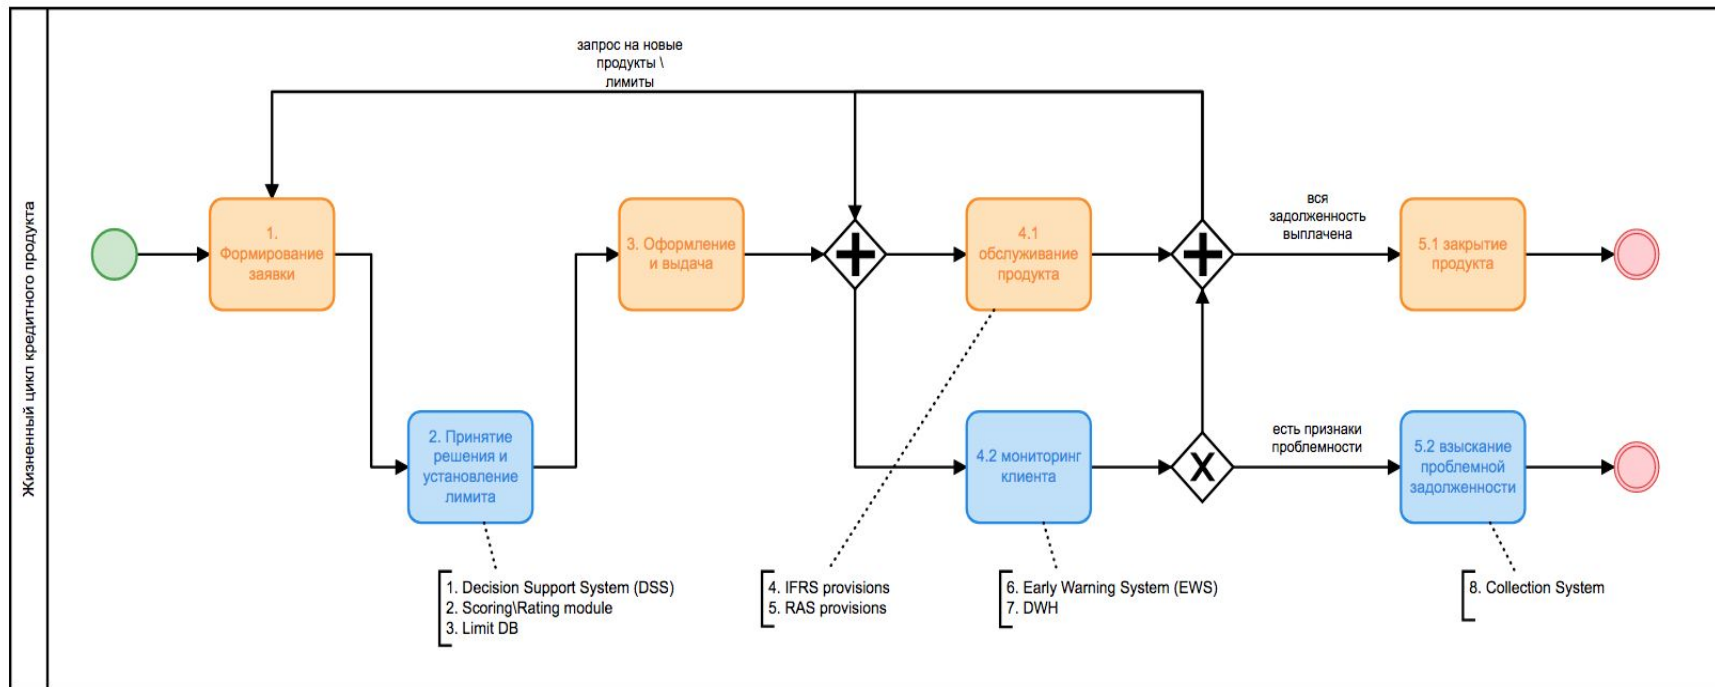 Жизненный цикл кредитного продукта
запрос на новые
продукты \
лимиты
1.
Формирование
заявки
2. Принятие
решения и
установление
лимита
3. Оформление
и выдача
4.1
обслуживание
продукта
4.2 мониторинг
клиента
X
вся
задолженность
выплачена
5.1 закрытие
продукта
есть признаки
проблемности
5.2 взыскание
проблемной
задолженности
1. Decision Support System (DSS)
2. Scoring\Rating module
3. Limit DB
4. IFRS provisions
5. RAS provisions
6. Early Warning System (EWS)
7. DWH
8. Collection System